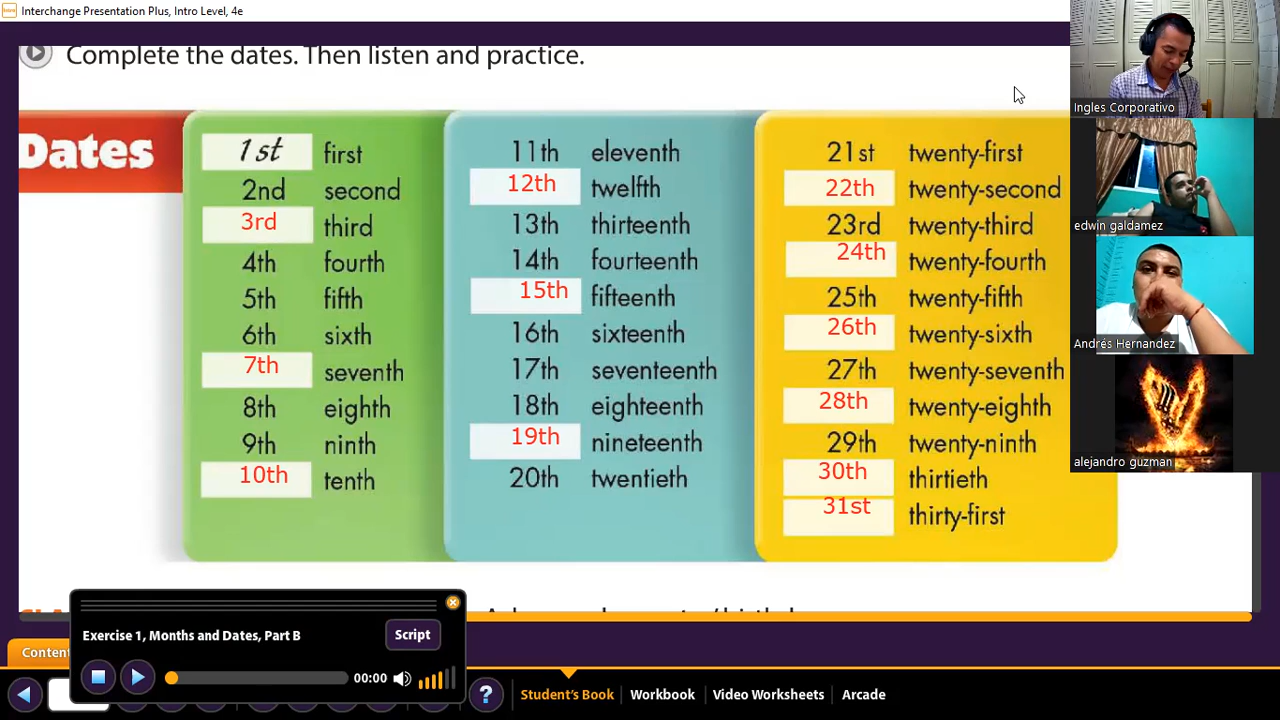 Interchange Presentation Plus, Intro Level, 4e
Complete the dates. Then listen and practice.
Dates
1st first
2nd second
3rd third
4th fourth
5th fifth
6th sixth
7th seventh
8th eighth
9th ninth
10th tenth
11th eleventh
12th twelfth
13th thirteenth
14th fourteenth
15th fifteenth
16th sixteenth
17th seventeenth
18th eighteenth
19th nineteenth
20th twentieth
21st twenty-first
22th twenty-second
23rd twenty-third
24th twenty-fourth
25th twenty-fifth
26th twenty-sixth
27th twenty-seventh
28th twenty-eighth
29th twenty-ninth
30th thirtieth
31st thirty-first
Ingles Corporativo
edwin galdamez
Andrés Hernandez
alejandro guzman
Exercise 1, Months and Dates, Part B
Script
00:00
Content
? Student's Book Workbook Video Worksheets Arcade